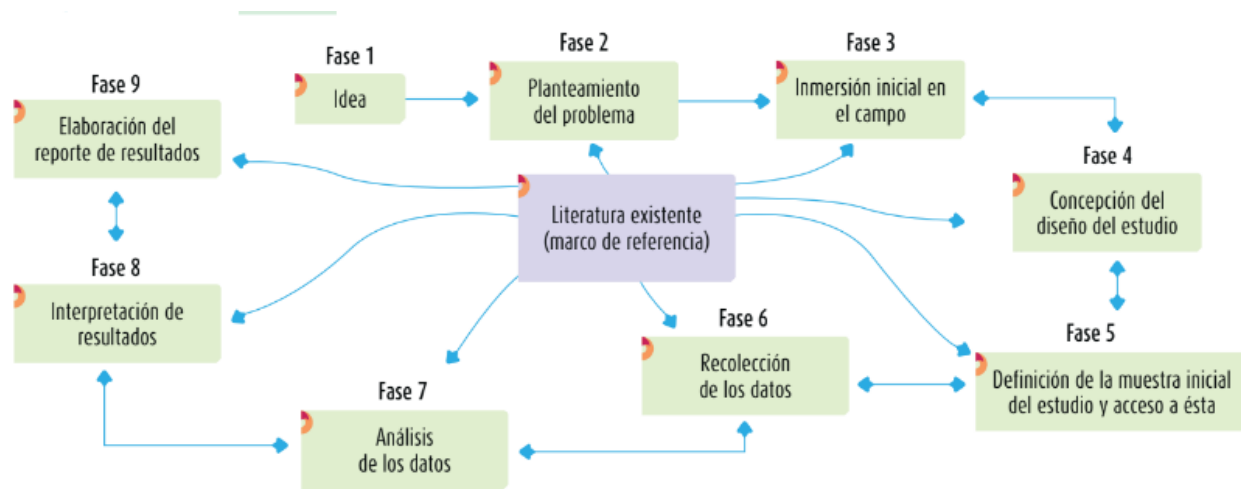 Fase 1
Idea
Fase 2
Planteamiento
del problema
Fase 3
Inmersión inicial en
el campo
Fase 4
Concepción del
diseño del estudio
Fase 5
Definición de la muestra inicial
del estudio y acceso a ésta
Fase 6
Recolección
de los datos
Fase 7
Análisis
de los datos
Fase 8
Interpretación de
resultados
Fase 9
Elaboración del
reporte de resultados
Literatura existente
(marco de referencia)